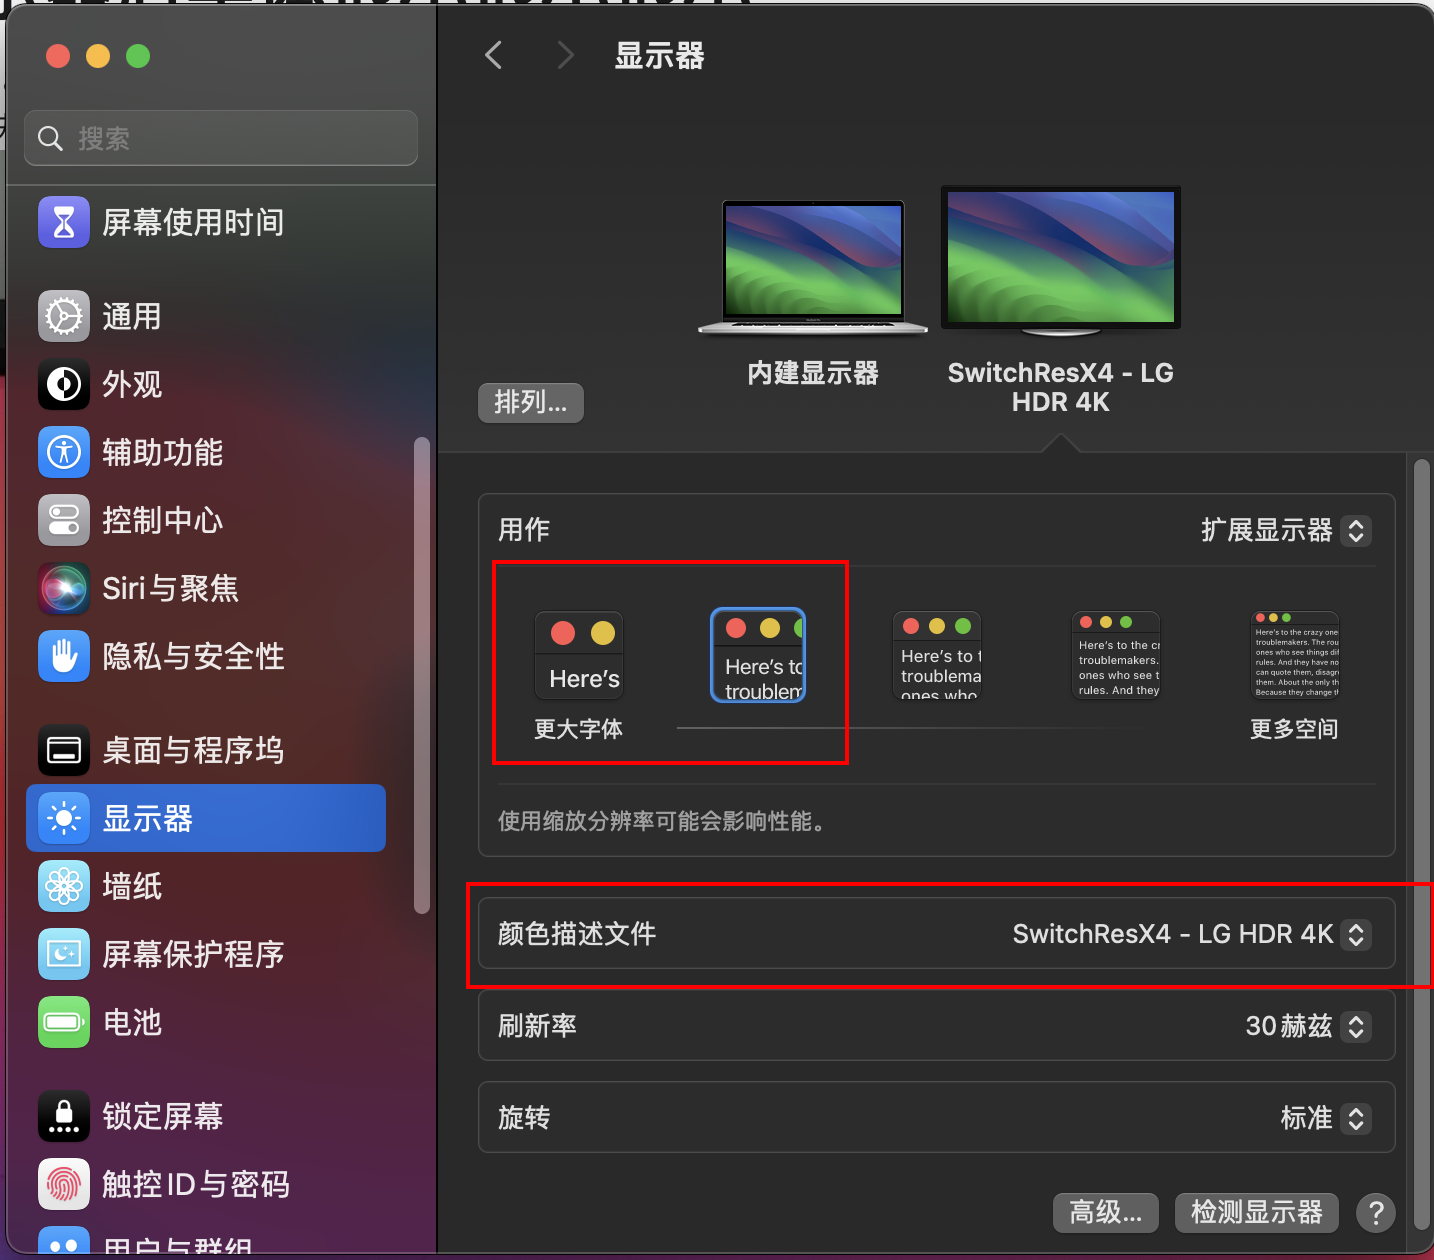 显示器
搜索
屏幕使用时间
通用
外观
辅助功能
控制中心
Siri与聚焦
隐私与安全性
桌面与程序坞
显示器
墙纸
屏幕保护程序
电池
锁定屏幕
触控ID与密码
用户与群组
内建显示器
SwitchResX4 - LG
HDR 4K
排列...
用作
扩展显示器
Here's
Here's to
troublem
Here's to t
troublema
ones who
Here's to the cr
troublemakers.
ones who see t
rules. And they
Here's to the crazy one
troublemakers. The rou
ones who see things dif
rules. And they have no
can quote them, disagr
them. About the only th
Because they change th
更大字体
更多空间
使用缩放分辨率可能会影响性能。
颜色描述文件
SwitchResX4 - LG HDR 4K
刷新率
30赫兹
旋转
标准
高级...
检测显示器
?